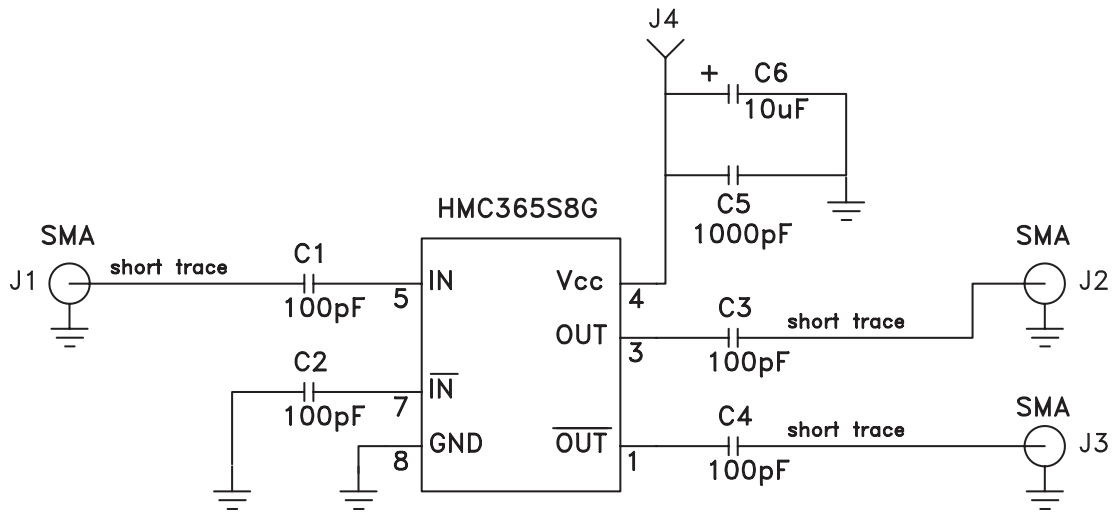 J4
+ C6
10uF
C5
1000pF
HMC365S8G
SMA
J1
short trace
C1
100pF
5
IN
Vcc
4
SMA
J2
OUT
3
C3
100pF
short trace
C2
100pF
7
IN
GND
8
OUT
1
C4
100pF
short trace
SMA
J3